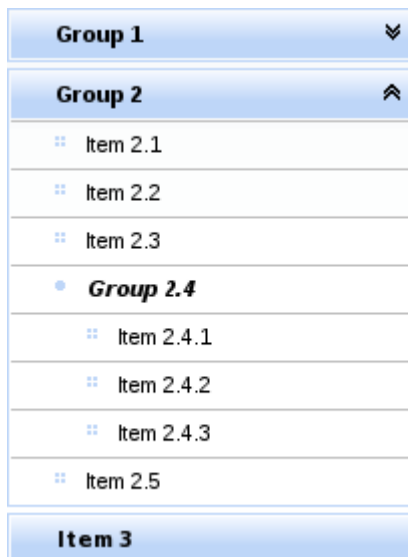 Group 1
Group 2
Item 2.1
Item 2.2
Item 2.3
Group 2.4
Item 2.4.1
Item 2.4.2
Item 2.4.3
Item 2.5
Item 3